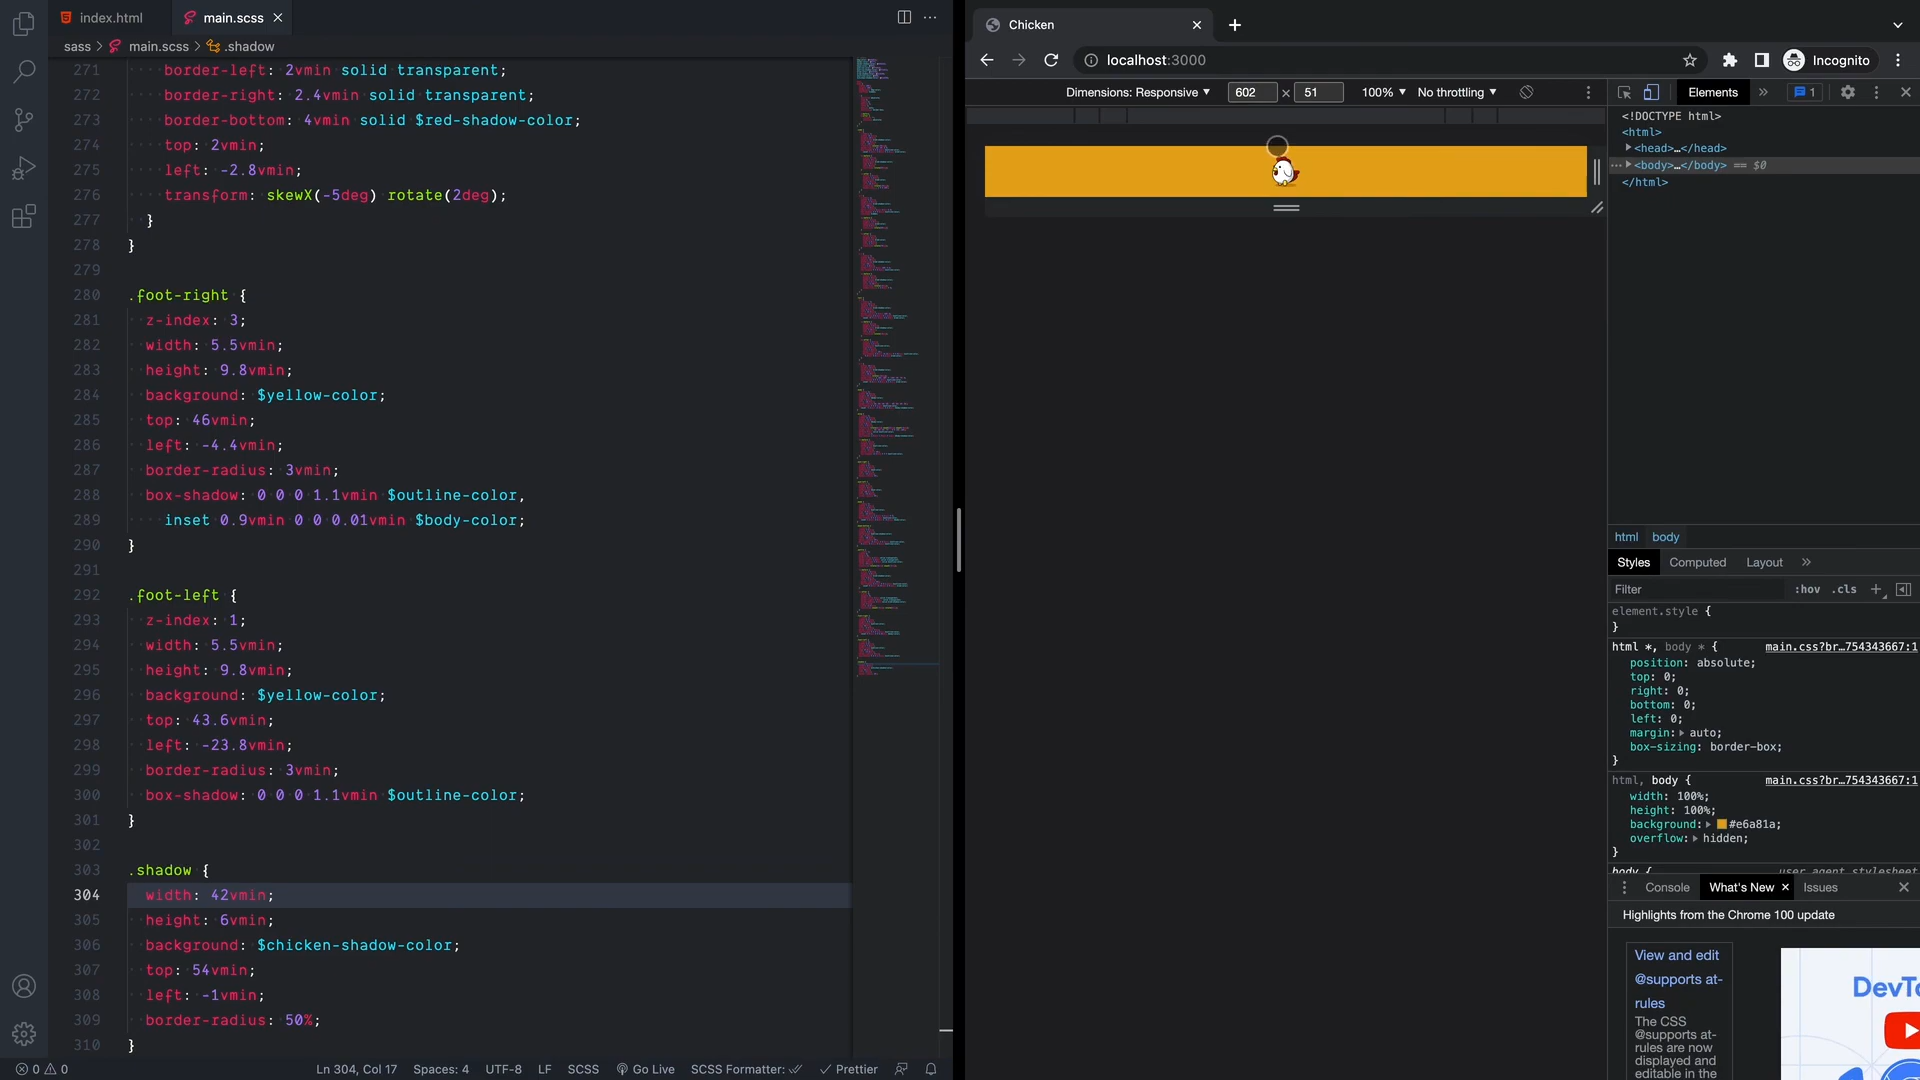 index.html
main.scss
sass > main.scss > .shadow
271 border-left: 2vmin solid transparent;
272 border-right: 2.4vmin solid transparent;
273 border-bottom: 4vmin solid $red-shadow-color;
274 top: 2vmin;
275 left: -2.8vmin;
276 transform: skewX(-5deg) rotate(2deg);
277 }
278 }
279
280 .foot-right {
281 z-index: 3;
282 width: 5.5vmin;
283 height: 9.8vmin;
284 background: $yellow-color;
285 top: 46vmin;
286 left: -4.4vmin;
287 border-radius: 3vmin;
288 box-shadow: 0 0 0 1.1vmin $outline-color,
289 inset 0.9vmin 0 0 0.01vmin $body-color;
290 }
291
292 .foot-left {
293 z-index: 1;
294 width: 5.5vmin;
295 height: 9.8vmin;
296 background: $yellow-color;
297 top: 43.6vmin;
298 left: -23.8vmin;
299 border-radius: 3vmin;
300 box-shadow: 0 0 0 1.1vmin $outline-color;
301 }
302
303 .shadow {
304 width: 42vmin;
305 height: 6vmin;
306 background: $chicken-shadow-color;
307 top: 54vmin;
308 left: -1vmin;
309 border-radius: 50%;
310 }
0 0 Ln 304, Col 17 Spaces: 4 UTF-8 LF SCSS Go Live SCSS Formatter: Prettier
Chicken
localhost:3000
Incognito
Dimensions: Responsive 602 × 51 100% No throttling
Elements » 1
<!DOCTYPE html>
<html>
<head>…</head>
<body>…</body> == $0
</html>
html body
Styles Computed Layout »
Filter :hov .cls +
element.style {
}
html *, body * { main.css?br…754343667:1
position: absolute;
top: 0;
right: 0;
bottom: 0;
left: 0;
margin: auto;
box-sizing: border-box;
}
html, body { main.css?br…754343667:1
width: 100%;
height: 100%;
background: #e6a81a;
overflow: hidden;
}
body { user agent stylesheet
Console What's New Issues
Highlights from the Chrome 100 update
View and edit
@supports at-
rules
The CSS
@supports at-
rules are now
displayed and
editable in the
DevTo